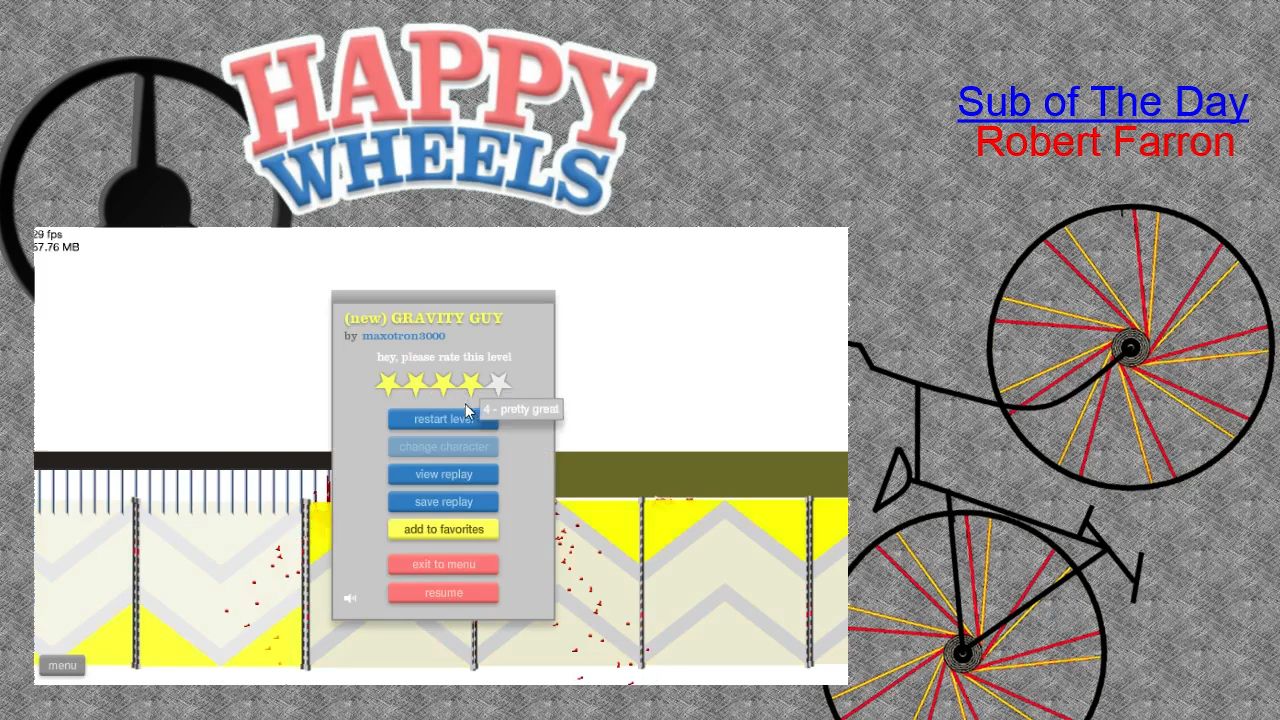 HAPPY
WHEELS
Sub of The Day
Robert Farron
29 fps
57.76 MB
(new) GRAVITY GUY
by maxotron3000
hey, please rate this level
4 - pretty great
restart level
change character
view replay
save replay
add to favorites
exit to menu
resume
menu